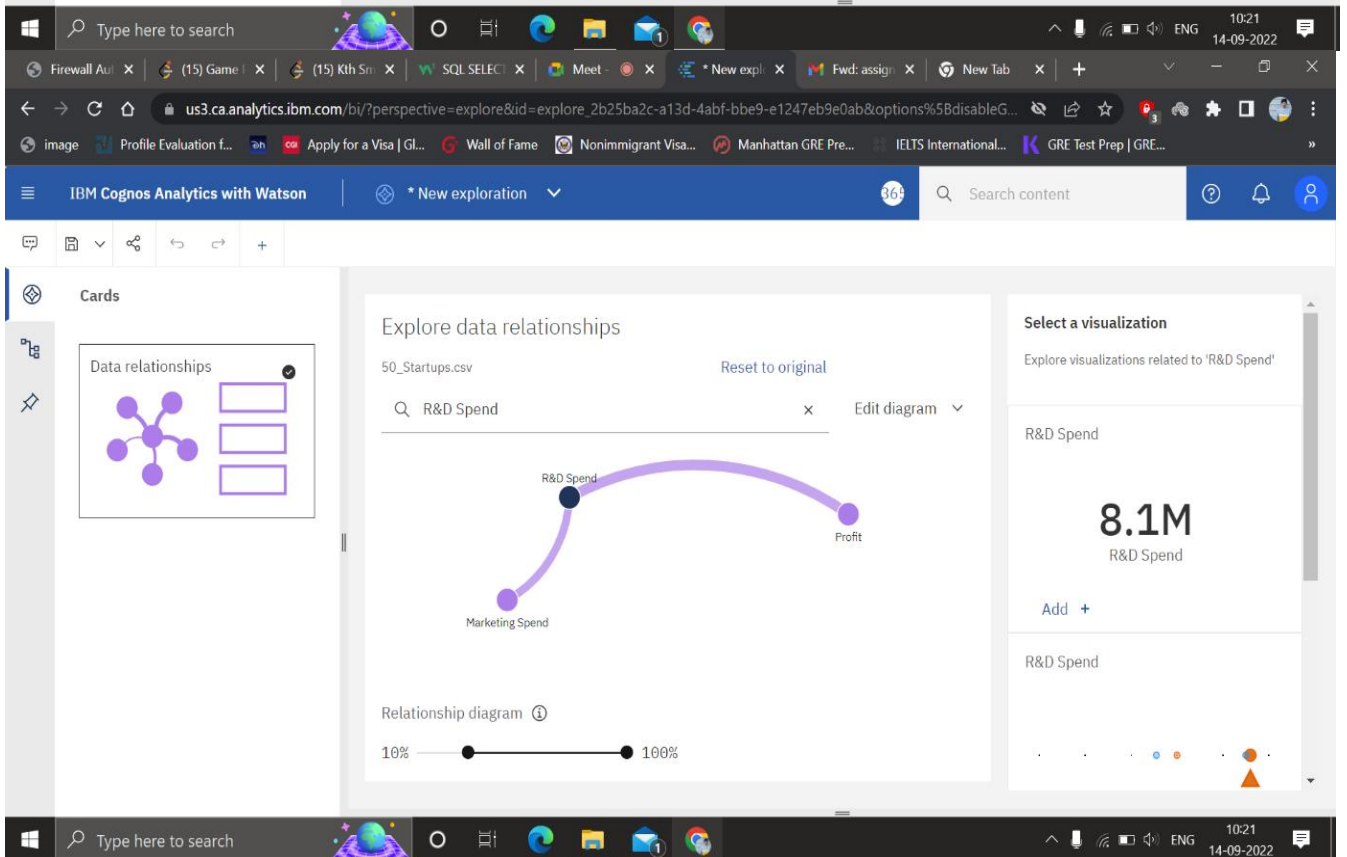 Type here to search
1
ENG
10:21
14-09-2022
Firewall Aut
(15) Game
(15) Kth Sm
SQL SELECT
Meet -
* New expl
Fwd: assign
New Tab
us3.ca.analytics.ibm.com/bi/?perspective=explore&id=explore_2b25ba2c-a13d-4abf-bbe9-e1247eb9e0ab&options%5BdisableG...
3
image
Profile Evaluation f...
Apply for a Visa | Gl...
Wall of Fame
Nonimmigrant Visa...
Manhattan GRE Pre...
IELTS International...
GRE Test Prep | GRE...
»
IBM Cognos Analytics with Watson
* New exploration
365
Search content
Cards
Data relationships
Explore data relationships
50_Startups.csv
Reset to original
R&D Spend
Edit diagram
R&D Spend
Profit
Marketing Spend
Relationship diagram
10%
100%
Select a visualization
Explore visualizations related to 'R&D Spend'
R&D Spend
8.1M
R&D Spend
Add +
R&D Spend
Type here to search
1
ENG
10:21
14-09-2022